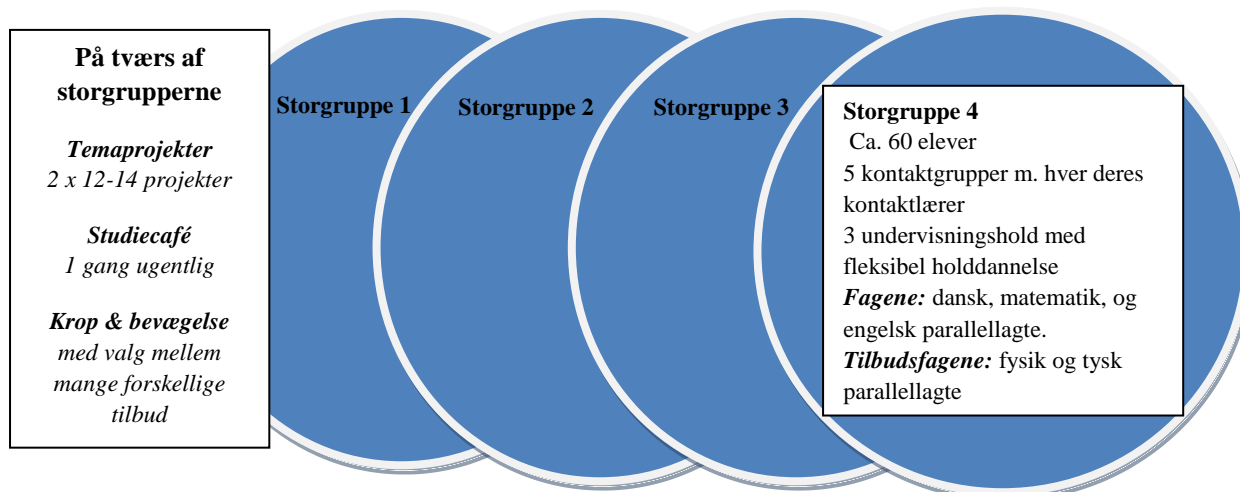 På tværs af
storgrupperne
Temaprojekter
2 x 12-14 projekter
Studiecafé
1 gang ugentlig
Krop & bevægelse
med valg mellem
mange forskellige
tilbud
Storgruppe 1
Storgruppe 2
Storgruppe 3
Storgruppe 4
Ca. 60 elever
5 kontaktgrupper m. hver deres
kontaktlærer
3 undervisningshold med
fleksibel holddannelse
Fagene: dansk, matematik, og
engelsk parallellagte.
Tilbudsfagene: fysik og tysk
parallellagte